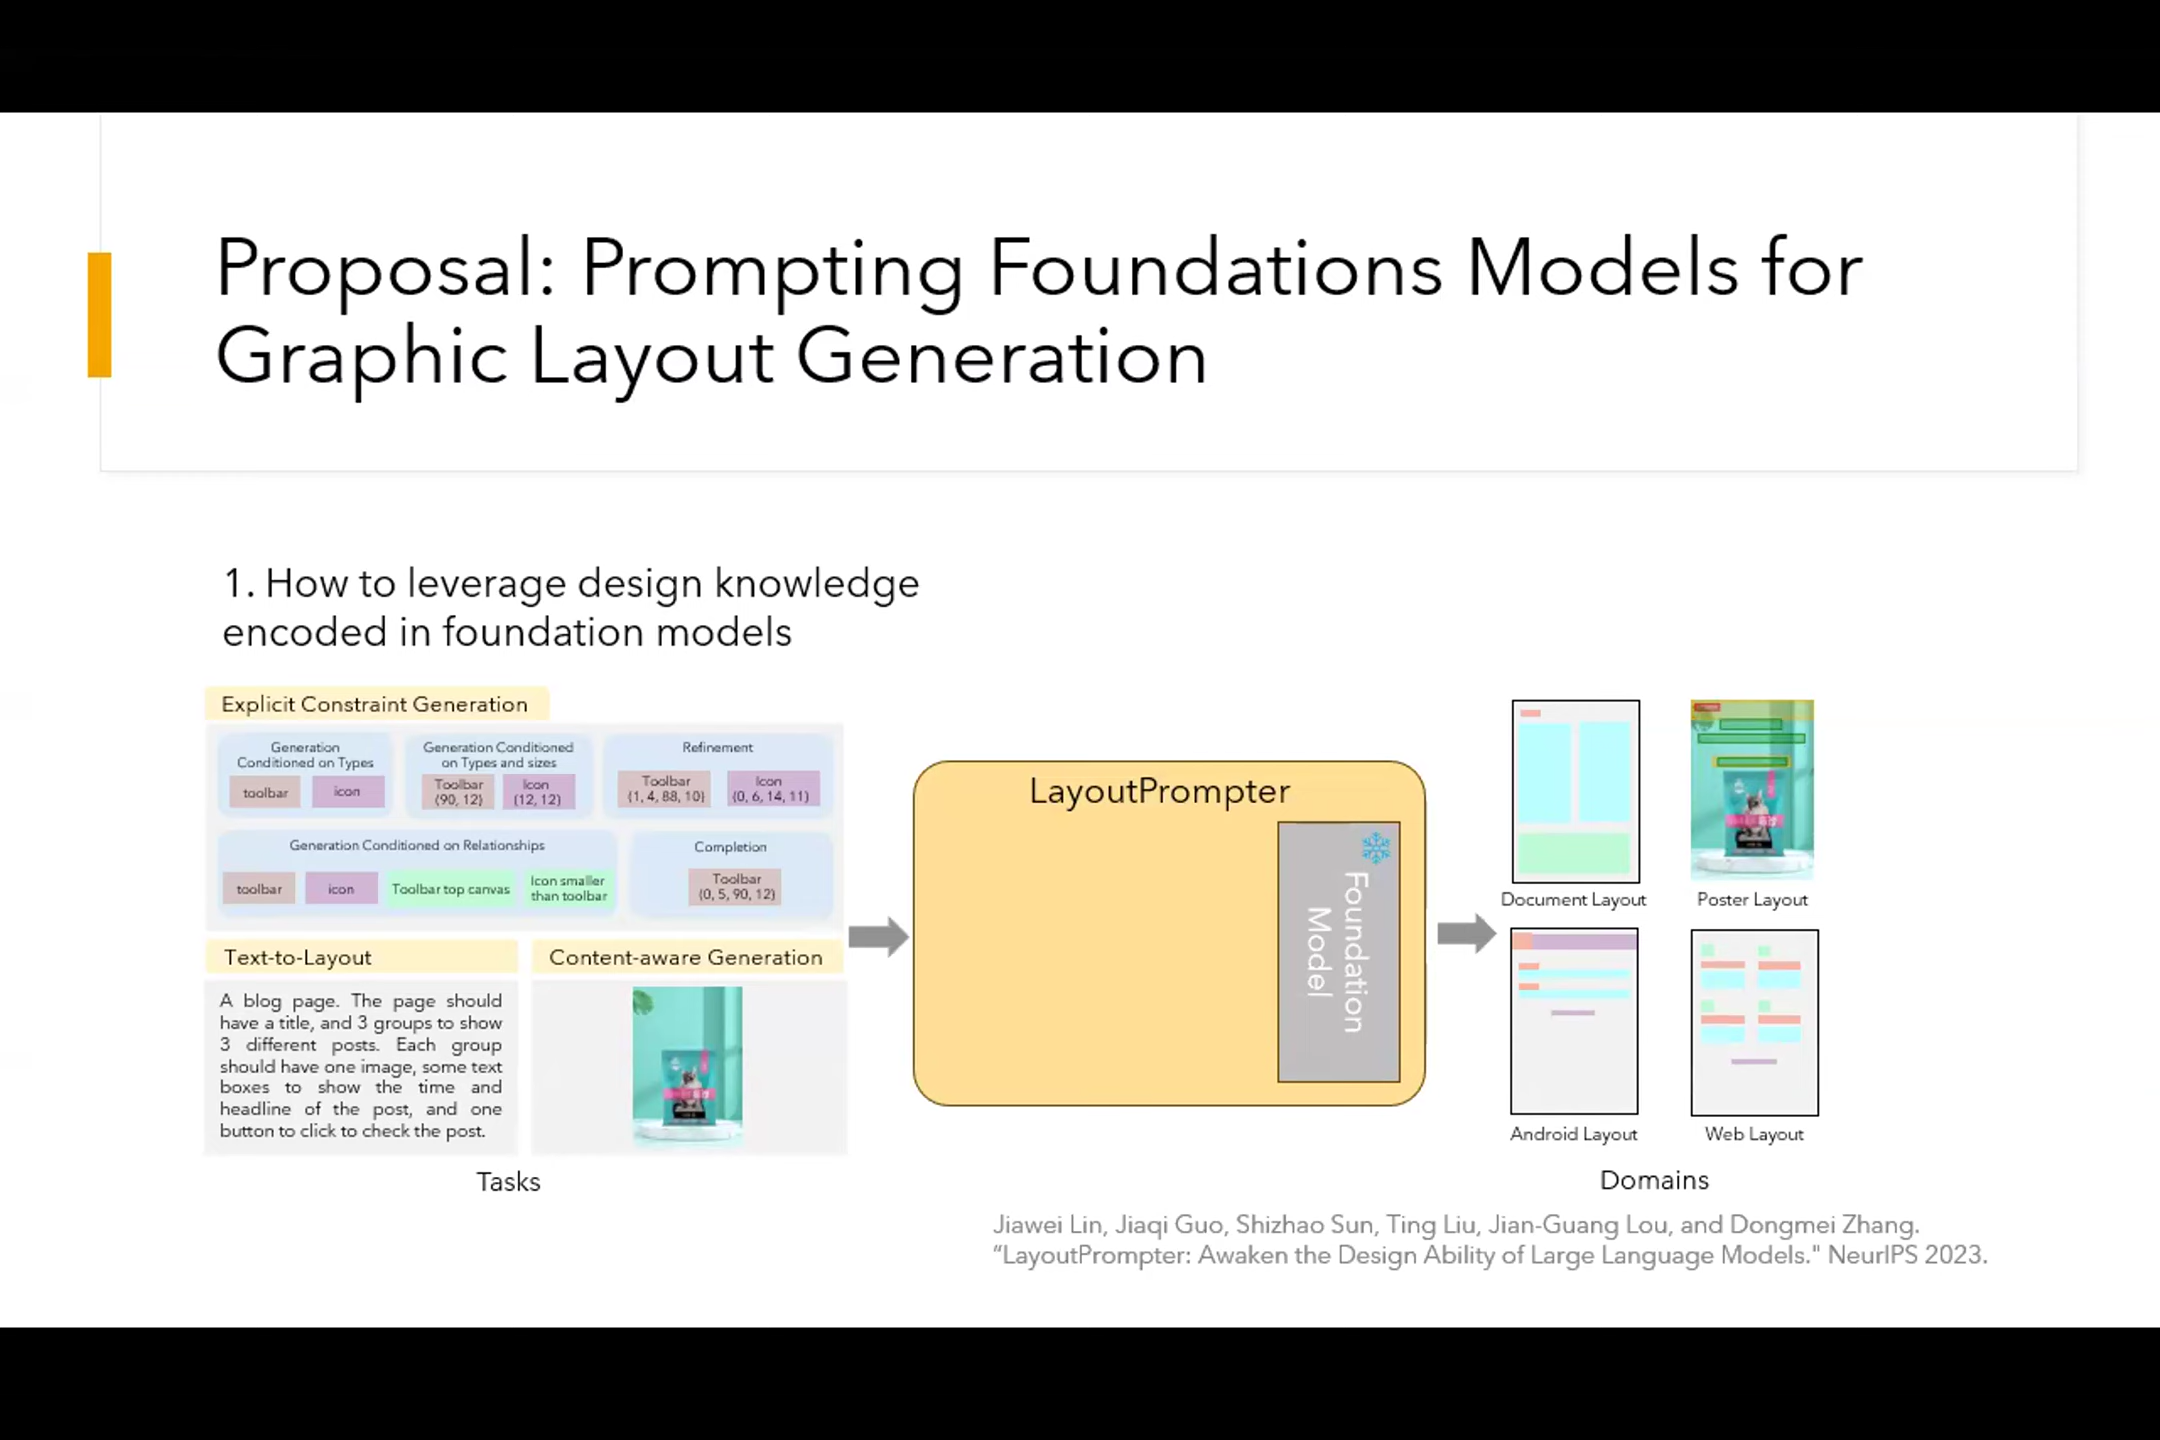 Proposal: Prompting Foundations Models for
Graphic Layout Generation
1. How to leverage design knowledge
encoded in foundation models
Explicit Constraint Generation
Generation
Conditioned on Types
toolbar
icon
Generation Conditioned
on Types and sizes
Toolbar
(90, 12)
Icon
(12, 12)
Refinement
Toolbar
(1, 4, 88, 10)
Icon
(0, 6, 14, 11)
Generation Conditioned on Relationships
toolbar
icon
Toolbar top canvas
Icon smaller
than toolbar
Completion
Toolbar
(0, 5, 90, 12)
Text-to-Layout
A blog page. The page should
have a title, and 3 groups to show
3 different posts. Each group
should have one image, some text
boxes to show the time and
headline of the post, and one
button to click to check the post.
Content-aware Generation
Tasks
LayoutPrompter
Foundation
Model
Document Layout
Poster Layout
Android Layout
Web Layout
Domains
Jiawei Lin, Jiaqi Guo, Shizhao Sun, Ting Liu, Jian-Guang Lou, and Dongmei Zhang.
“LayoutPrompter: Awaken the Design Ability of Large Language Models." NeurIPS 2023.